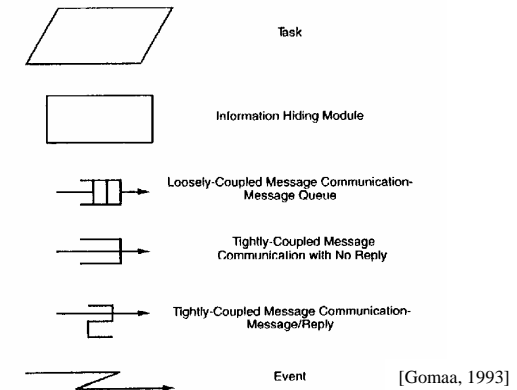 Task
Information Hiding Module
Loosely-Coupled Message Communication-
Message Queue
Tightly-Coupled Message
Communication with No Reply
Tightly-Coupled Message Communication-
Message/Reply
Event
[Gomaa, 1993]